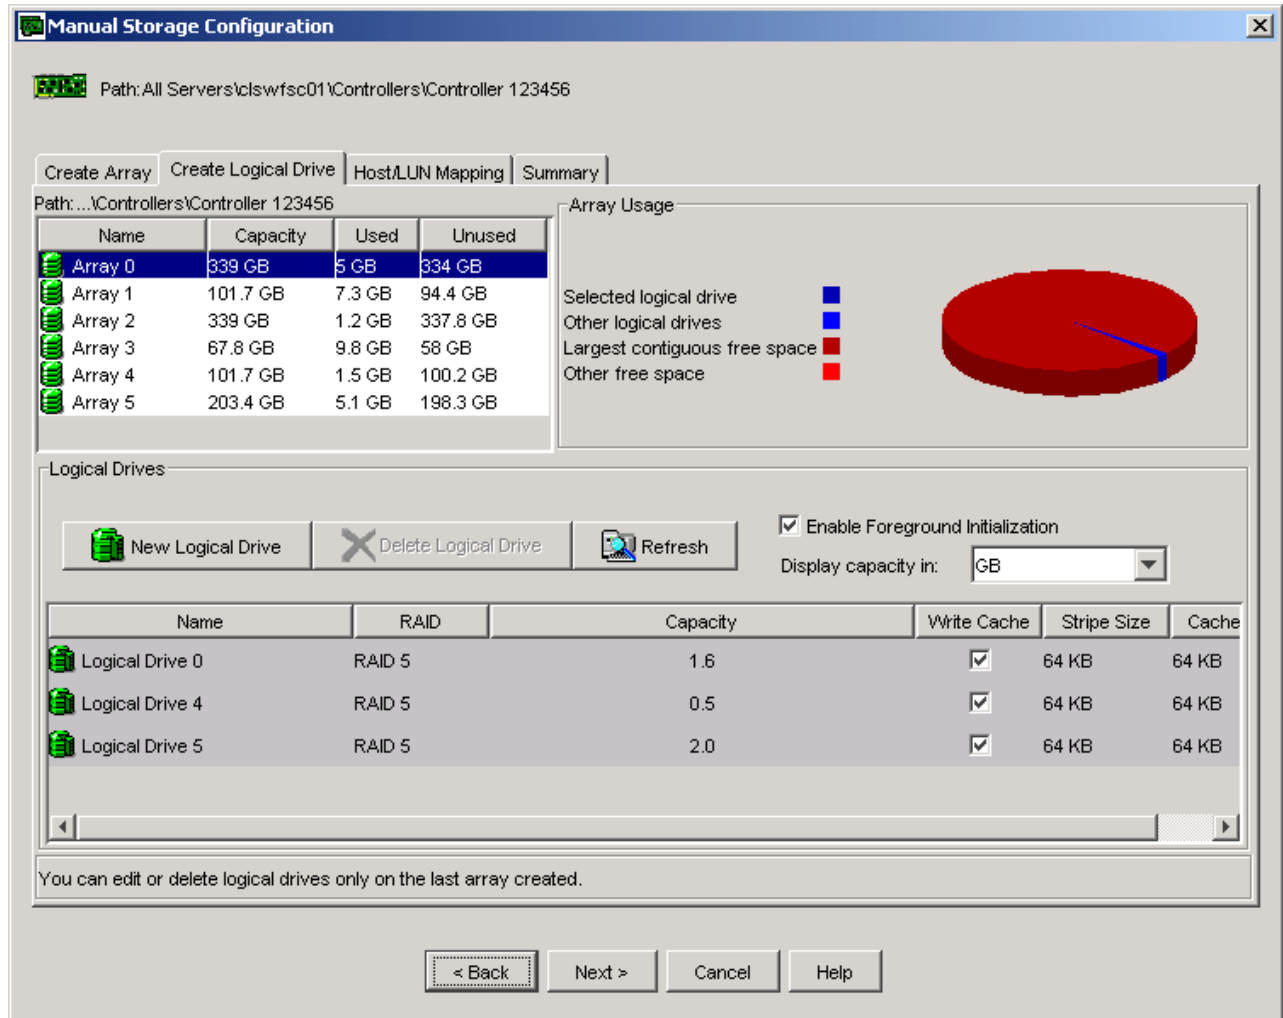 Manual Storage Configuration
Path:All Servers\clswfsc01\Controllers\Controller 123456
Create Array Create Logical Drive Host/LUN Mapping Summary
Path:...\Controllers\Controller 123456
Name Capacity Used Unused
Array 0 339 GB 5 GB 334 GB
Array 1 101.7 GB 7.3 GB 94.4 GB
Array 2 339 GB 1.2 GB 337.8 GB
Array 3 67.8 GB 9.8 GB 58 GB
Array 4 101.7 GB 1.5 GB 100.2 GB
Array 5 203.4 GB 5.1 GB 198.3 GB
Array Usage
Selected logical drive
Other logical drives
Largest contiguous free space
Other free space
Logical Drives
New Logical Drive Delete Logical Drive Refresh
Enable Foreground Initialization
Display capacity in: GB
Name RAID Capacity Write Cache Stripe Size Cache
Logical Drive 0 RAID 5 1.6 64 KB 64 KB
Logical Drive 4 RAID 5 0.5 64 KB 64 KB
Logical Drive 5 RAID 5 2.0 64 KB 64 KB
You can edit or delete logical drives only on the last array created.
< Back Next > Cancel Help